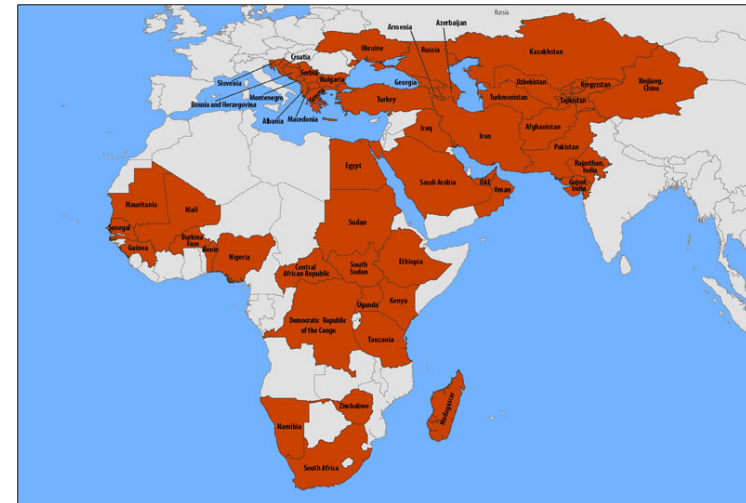 Russia
Armenia
Azerbaijan
Croatia
Ukraine
Russia
Kazakhstan
Slovenia
Serbia
Bulgaria
Georgia
Uzbekistan
Kyrgyzstan
Xinjiang,
China
Bosnia and Herzegovina
Montenegro
Turkey
Turkmenistan
Tajikistan
Albania
Macedonia
Iraq
Iran
Afghanistan
Pakistan
Egypt
Saudi Arabia
UAE
Oman
Rajasthan,
India
Gujrat,
India
Mauritania
Mali
Senegal
Guinea
Burkina
Faso
Benin
Nigeria
Sudan
Central
African Republic
South
Sudan
Ethiopia
Democratic Republic
of the Congo
Uganda
Kenya
Tanzania
Zimbabwe
Namibia
South Africa
Madagascar